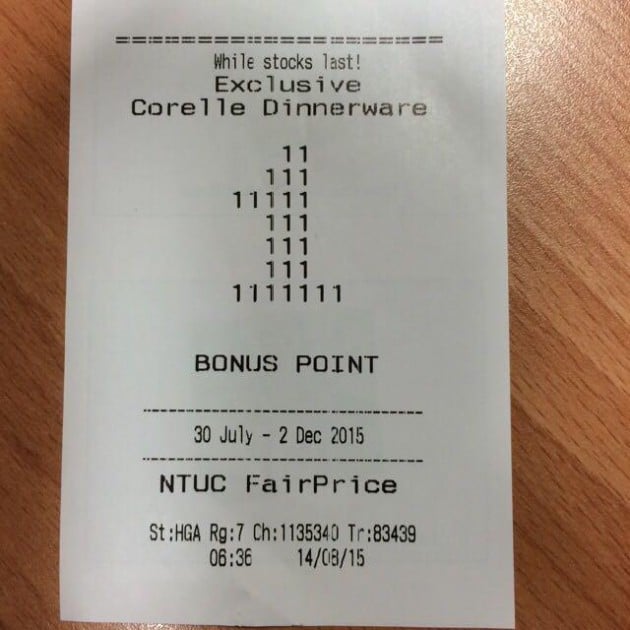 ====================================
While stocks last!
Exclusive
Corelle Dinnerware
11
111
11111
111
111
111
1111111
BONUS POINT
----------------------------------------
30 July - 2 Dec 2015
----------------------------------------
NTUC FairPrice
St:HGA Rg:7 Ch:1135340 Tr:83439
06:36 14/08/15